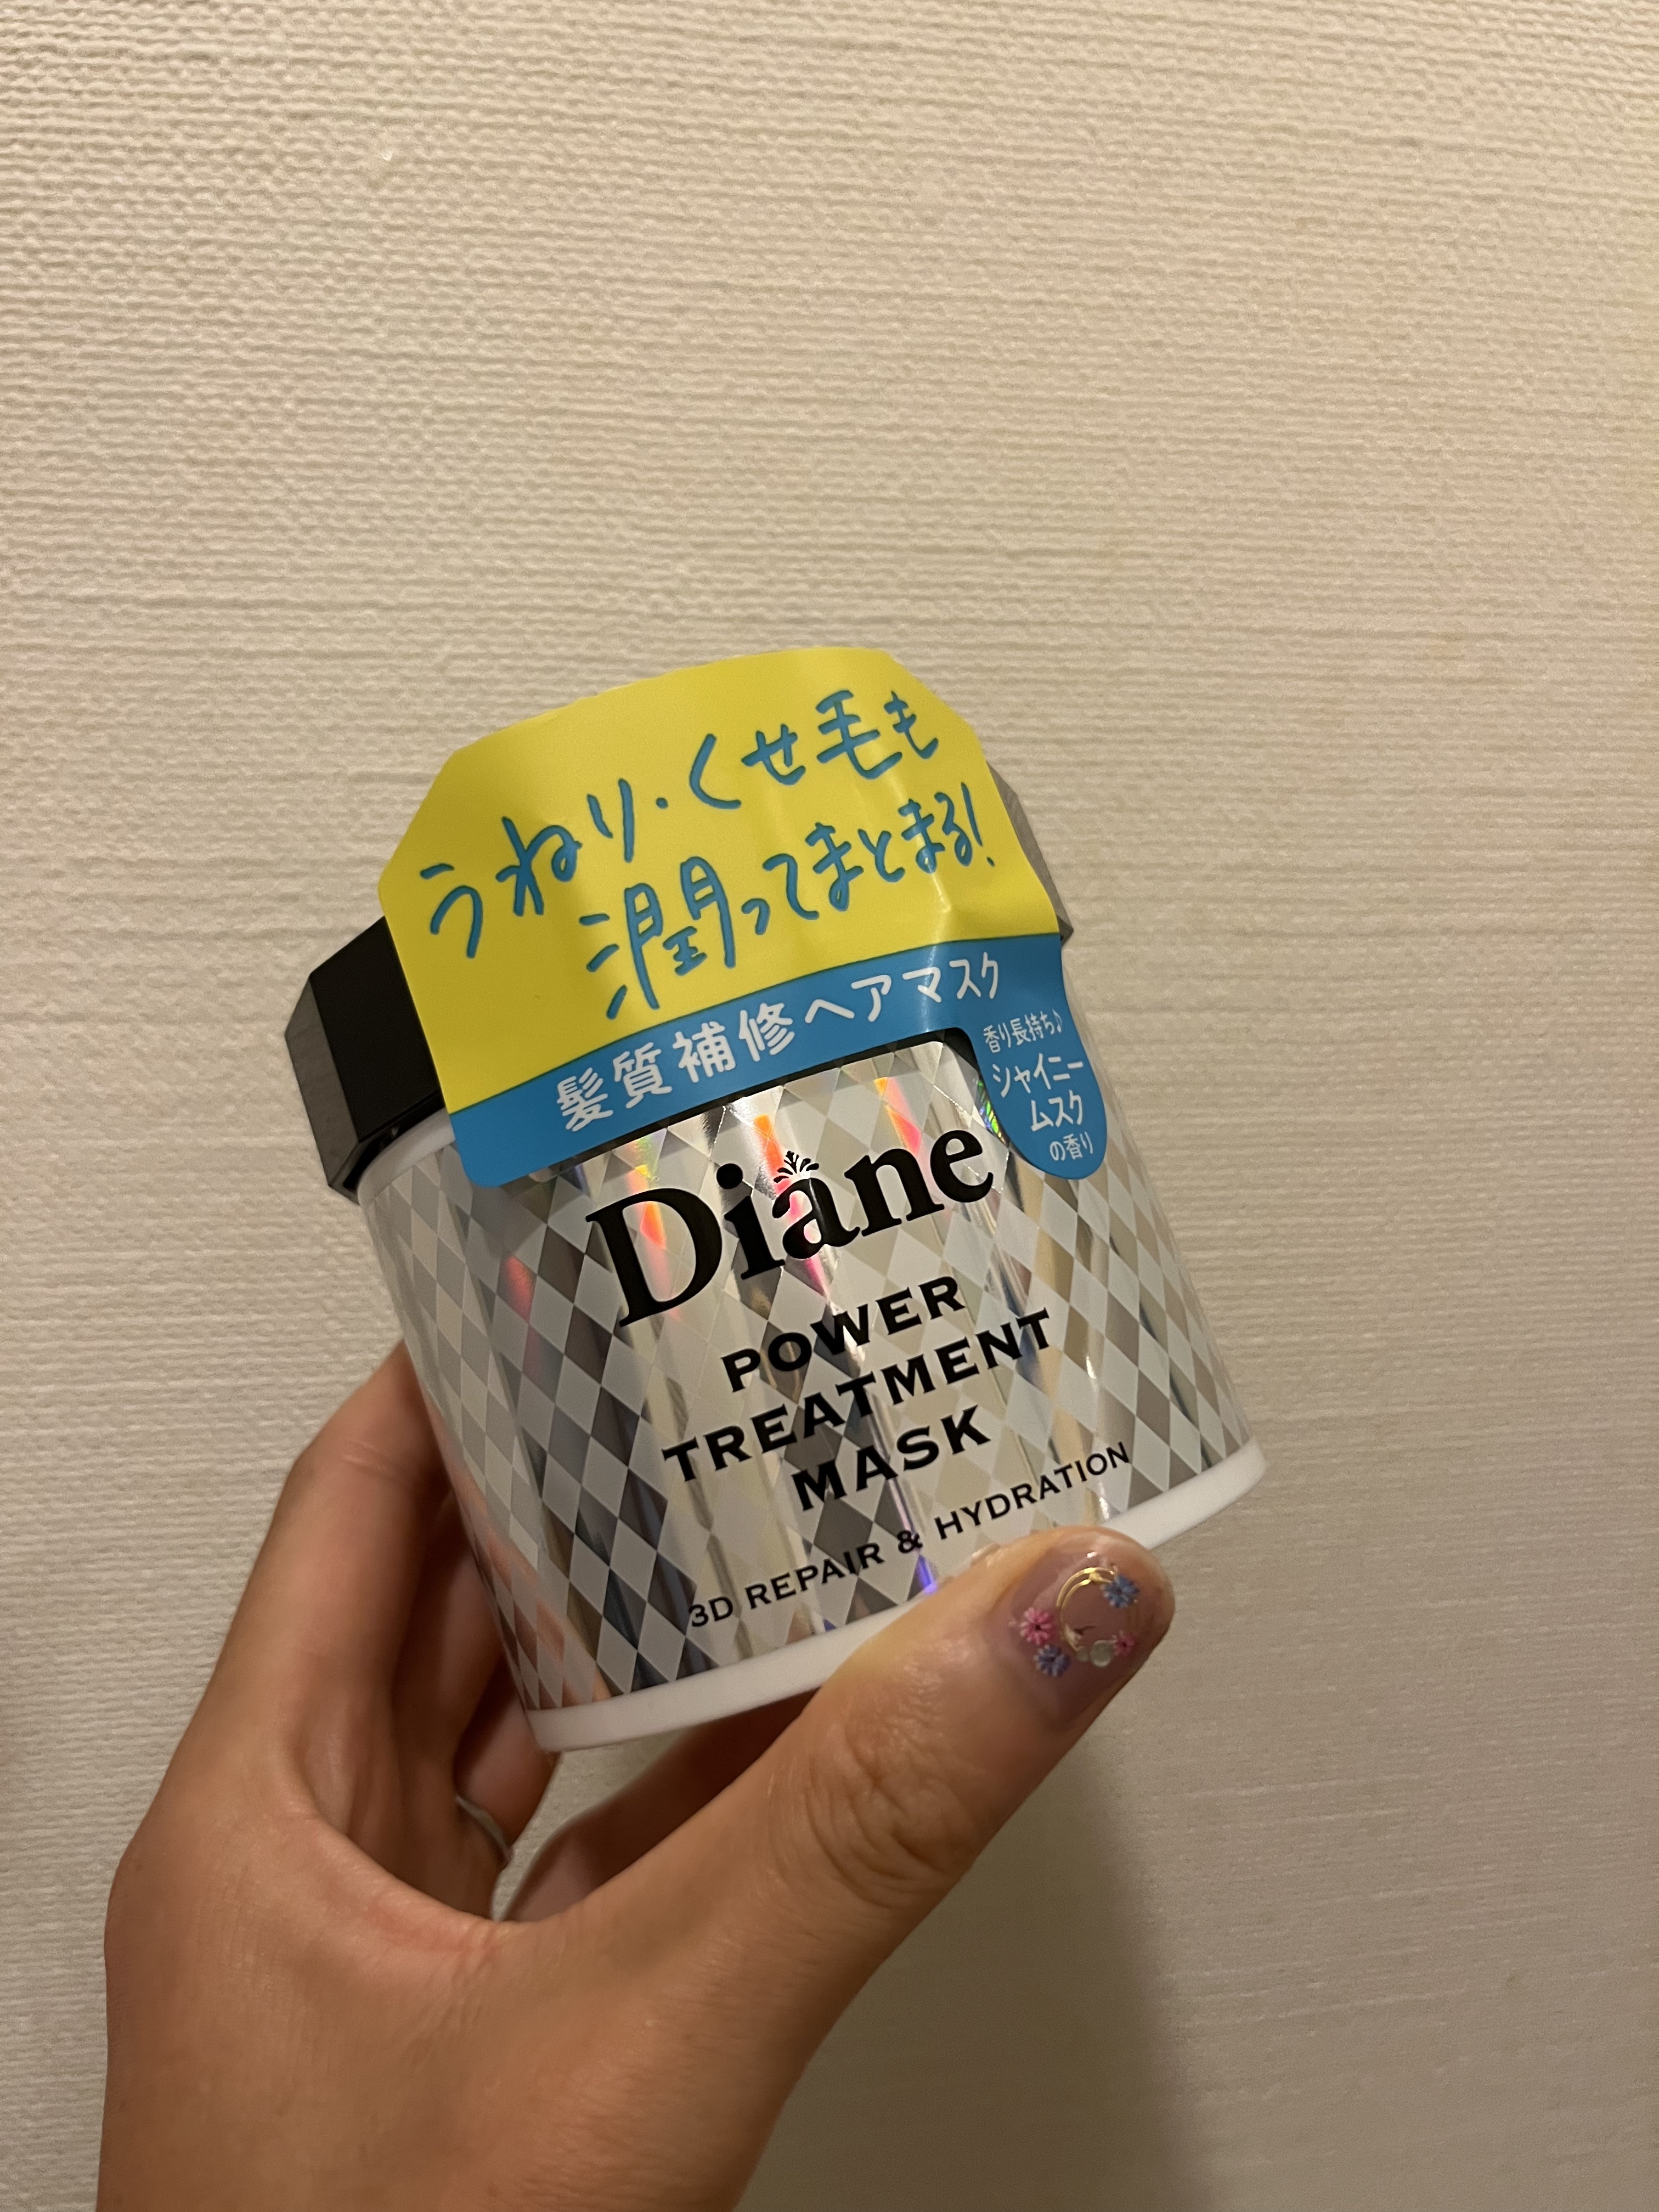 うねり・くせ毛も
潤ってまとまる!
髪質補修ヘアマスク
香り長持ち♪
シャイニー
ムスク
の香り
Diane
POWER
TREATMENT
MASK
3D REPAIR & HYDRATION